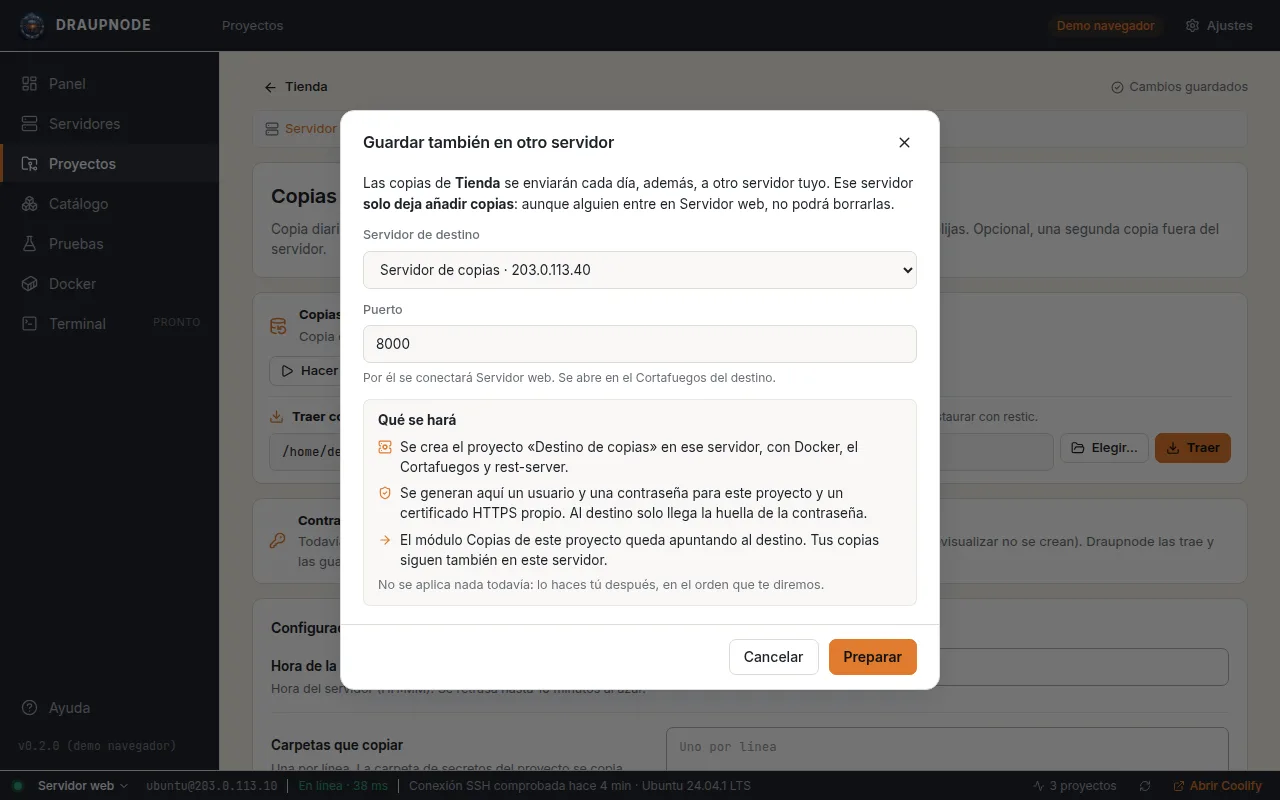 DRAUPNODE
Proyectos
Demo navegador
Ajustes
Panel
Servidores
Proyectos
Catálogo
Pruebas
Docker
Terminal
PRONTO
Ayuda
v0.2.0 (demo navegador)
Tienda
Cambios guardados
Servidor
Copias
Copia diari
lijas. Opcional, una segunda copia fuera del
servidor.
Copias
Copia
Hacer
Traer co
staurar con restic.
/home/de
Elegir...
Traer
Contra
Todaví
visualizar no se crean). Draupnode las trae y
las gua
Configurac
Hora de la
Hora del servidor (HH:MM). Se retrasa hasta 10 minutos al azar.
Carpetas que copiar
Uno por línea
Una por línea. La carpeta de secretos del proyecto se copia
Guardar también en otro servidor
Las copias de Tienda se enviarán cada día, además, a otro servidor tuyo. Ese servidor
solo deja añadir copias: aunque alguien entre en Servidor web, no podrá borrarlas.
Servidor de destino
Servidor de copias · 203.0.113.40
Puerto
8000
Por él se conectará Servidor web. Se abre en el Cortafuegos del destino.
Qué se hará
Se crea el proyecto «Destino de copias» en ese servidor, con Docker, el
Cortafuegos y rest-server.
Se generan aquí un usuario y una contraseña para este proyecto y un
certificado HTTPS propio. Al destino solo llega la huella de la contraseña.
El módulo Copias de este proyecto queda apuntando al destino. Tus copias
siguen también en este servidor.
No se aplica nada todavía: lo haces tú después, en el orden que te diremos.
Cancelar
Preparar
Servidor web
ubuntu@203.0.113.10
En línea · 38 ms
Conexión SSH comprobada hace 4 min · Ubuntu 24.04.1 LTS
3 proyectos
Abrir Coolify